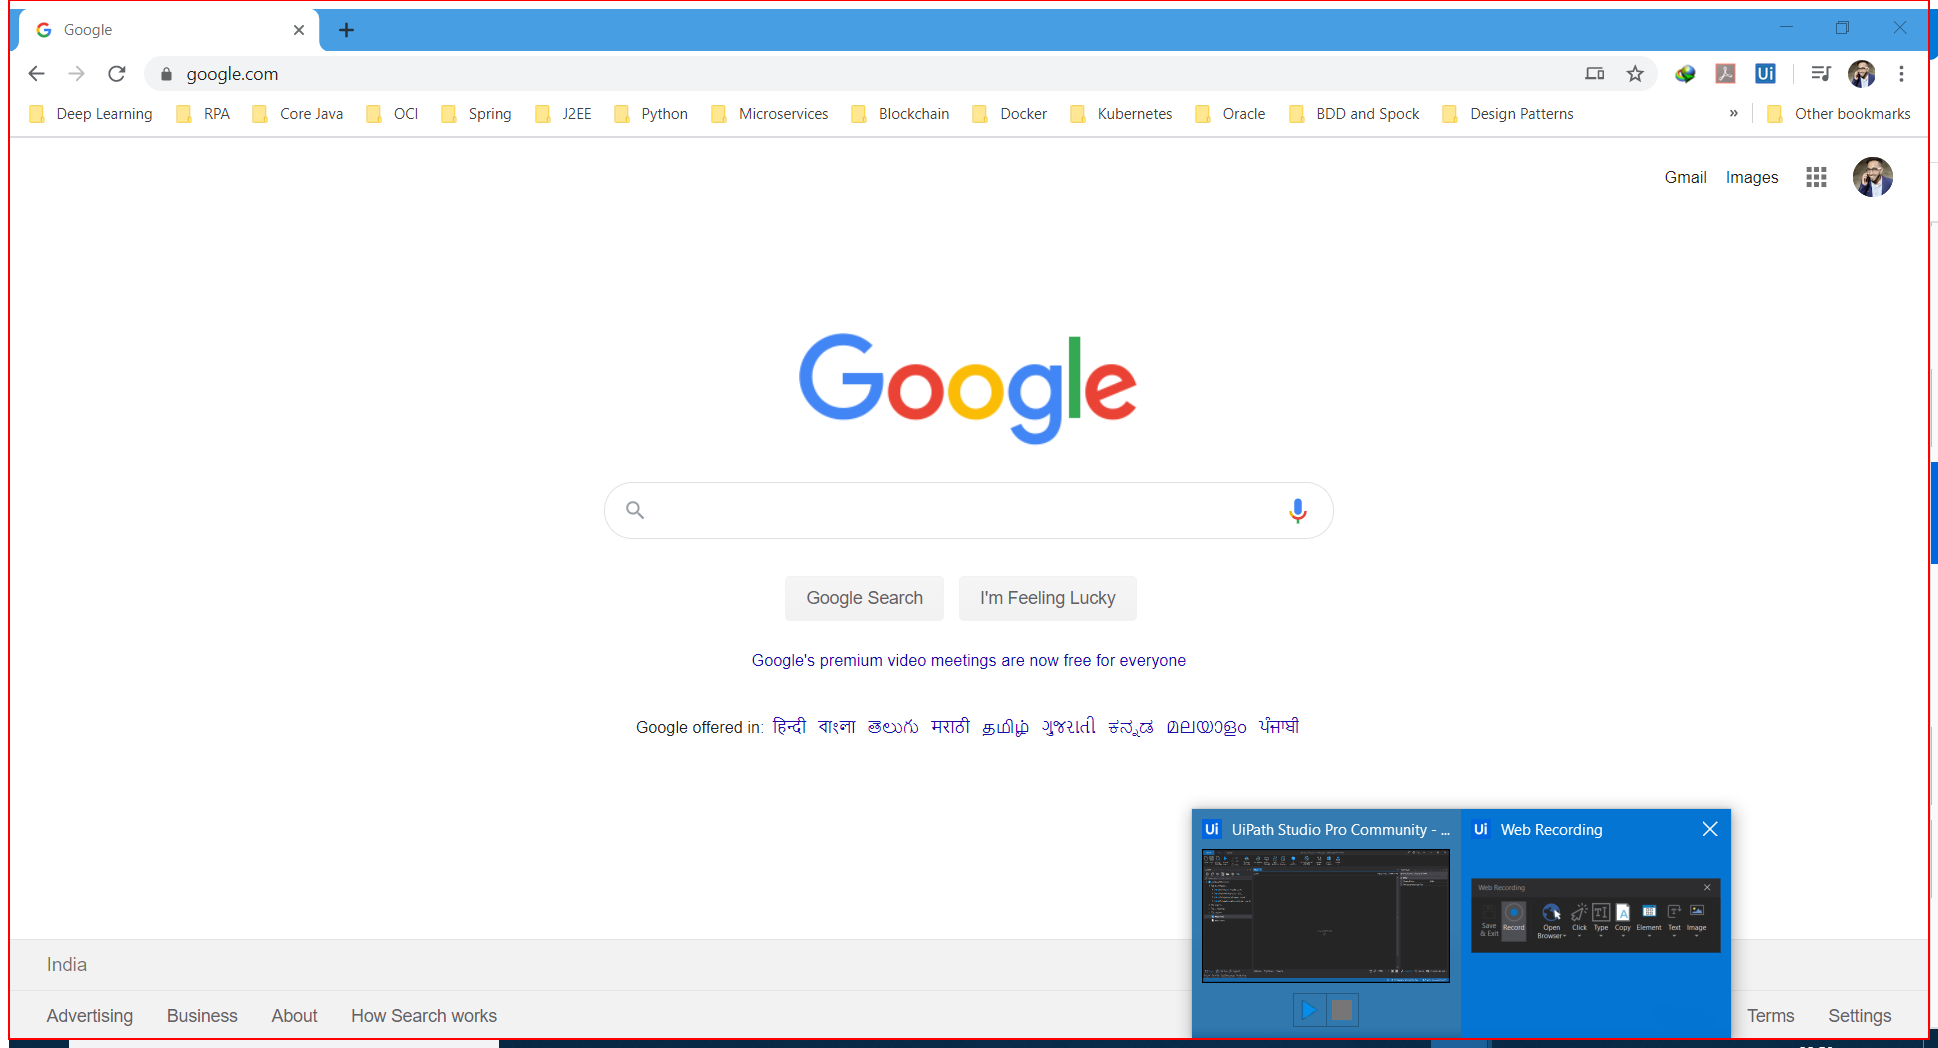 Google
google.com
Ui
Deep Learning RPA Core Java OCI Spring J2EE Python Microservices Blockchain Docker Kubernetes Oracle BDD and Spock Design Patterns » Other bookmarks
Gmail Images
Google
Google Search I'm Feeling Lucky
Google's premium video meetings are now free for everyone
Google offered in: हिन्दी বাংলা తెలుగు मराठी தமிழ் ગુજરાતી ಕನ್ನಡ മലയാളം ਪੰਜਾਬੀ
Ui UiPath Studio Pro Community - ... Ui Web Recording
Web Recording
Save & Exit Record Open Browser Click Type Copy Element Text Image
India
Advertising Business About How Search works Terms Settings